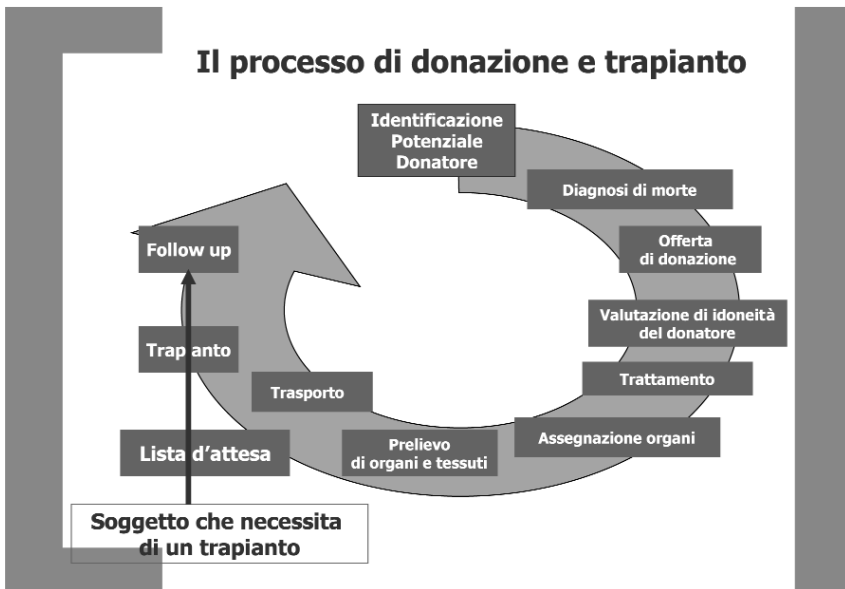 Il processo di donazione e trapianto
Identificazione
Potenziale
Donatore
Diagnosi di morte
Offerta
di donazione
Valutazione di idoneità
del donatore
Trattamento
Assegnazione organi
Prelievo
di organi e tessuti
Trasporto
Follow up
Trapianto
Lista d'attesa
Soggetto che necessita
di un trapianto